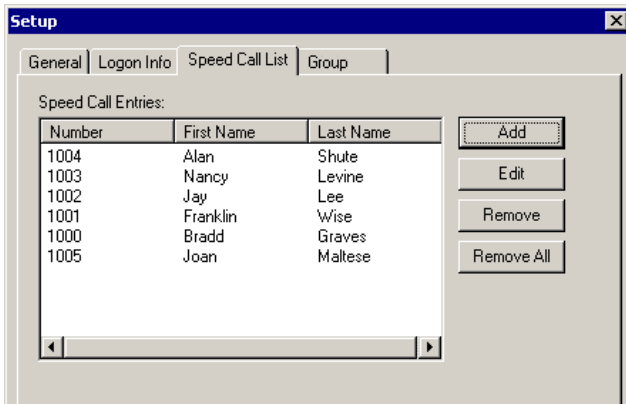 Setup
General Logon Info Speed Call List Group
Speed Call Entries:
Number First Name Last Name Add
1004 Alan Shute
1003 Nancy Levine Edit
1002 Jay Lee
1001 Franklin Wise Remove
1000 Bradd Graves
1005 Joan Maltese Remove All